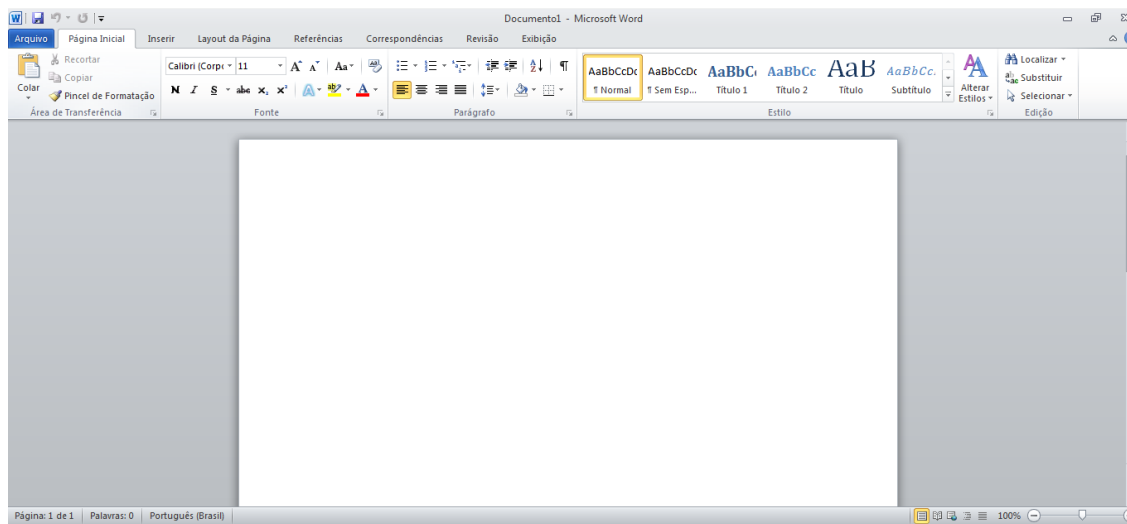 Documento1 - Microsoft Word
Arquivo Página Inicial Inserir Layout da Página Referências Correspondências Revisão Exibição
Colar
Recortar
Copiar
Pincel de Formatação
Área de Transferência
Calibri (Corpo 11
A A Aa
N I S abe x₂ x² A ab A
Fonte
Parágrafo
AaBbCcDc AaBbCcDc AaBbC AaBbCc AaB AaBbCc.
¶ Normal ¶ Sem Esp... Título 1 Título 2 Título Subtítulo
Estilo
Alterar
Estilos
Localizar
Substituir
Selecionar
Edição
Página: 1 de 1 Palavras: 0 Português (Brasil) 100%